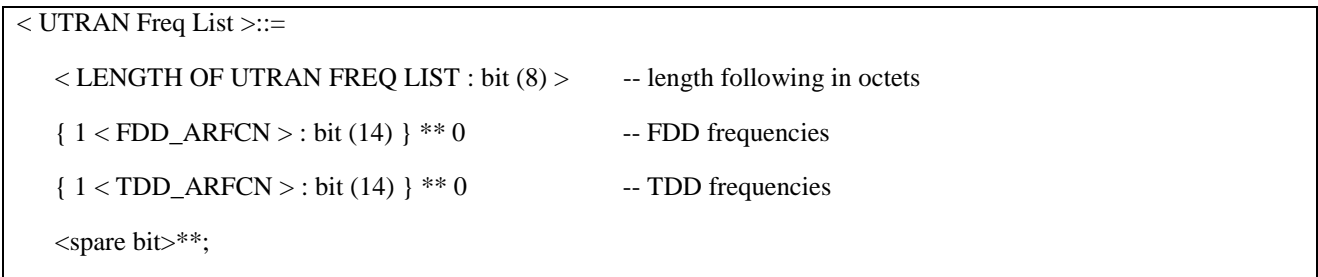 < UTRAN Freq List >::=
< LENGTH OF UTRAN FREQ LIST : bit (8) > -- length following in octets
{ 1 < FDD_ARFCN > : bit (14) } ** 0 -- FDD frequencies
{ 1 < TDD_ARFCN > : bit (14) } ** 0 -- TDD frequencies
<spare bit>**;